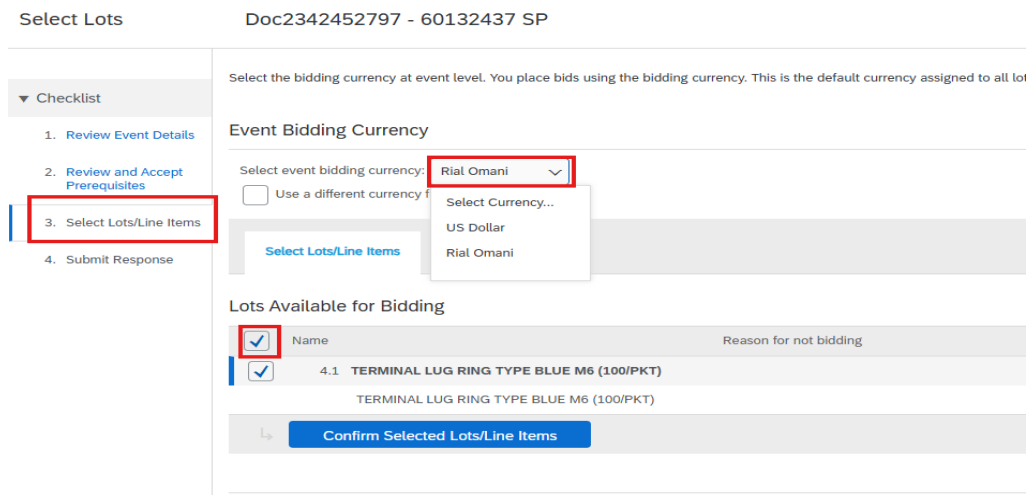 Select Lots
Doc2342452797 - 60132437 SP
Checklist
1. Review Event Details
2. Review and Accept
Prerequisites
3. Select Lots/Line Items
4. Submit Response
Select the bidding currency at event level. You place bids using the bidding currency. This is the default currency assigned to all
Event Bidding Currency
Select event bidding currency: Rial Omani
Use a different currency
Select Currency...
US Dollar
Rial Omani
Select Lots/Line Items
Lots Available for Bidding
Name Reason for not bidding
4.1 TERMINAL LUG RING TYPE BLUE M6 (100/PKT)
TERMINAL LUG RING TYPE BLUE M6 (100/PKT)
Confirm Selected Lots/Line Items